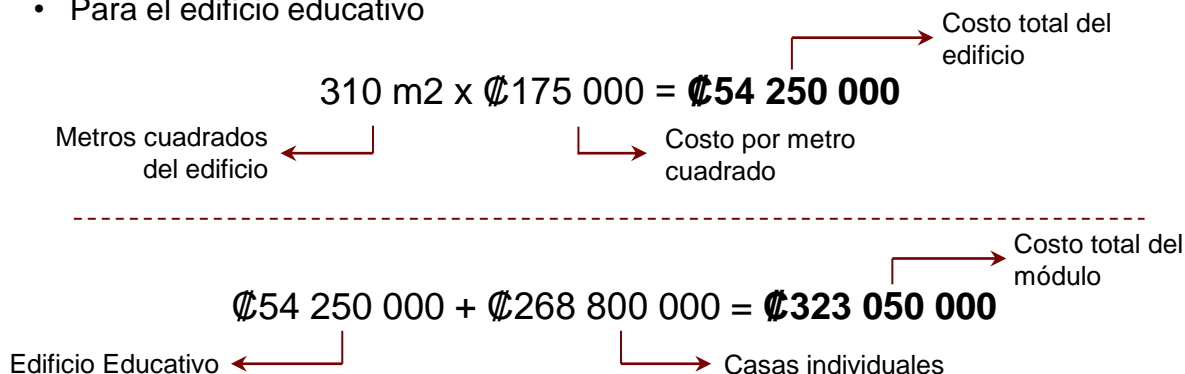 • Para el edificio educativo
Costo total del
edificio
310 m2 x ₡175 000 = ₡54 250 000
Metros cuadrados
del edificio
Costo por metro
cuadrado
Costo total del
módulo
₡54 250 000 + ₡268 800 000 = ₡323 050 000
Edificio Educativo
Casas individuales